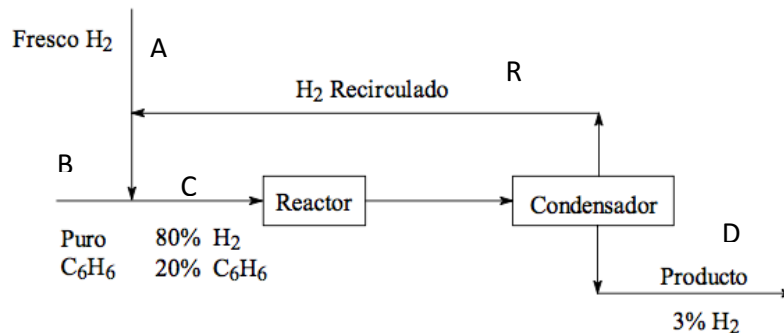 Fresco H2
A
R
H2 Recirculado
B
C
Reactor
Condensador
D
Puro 80% H2
C6H6 20% C6H6
Producto
3% H2